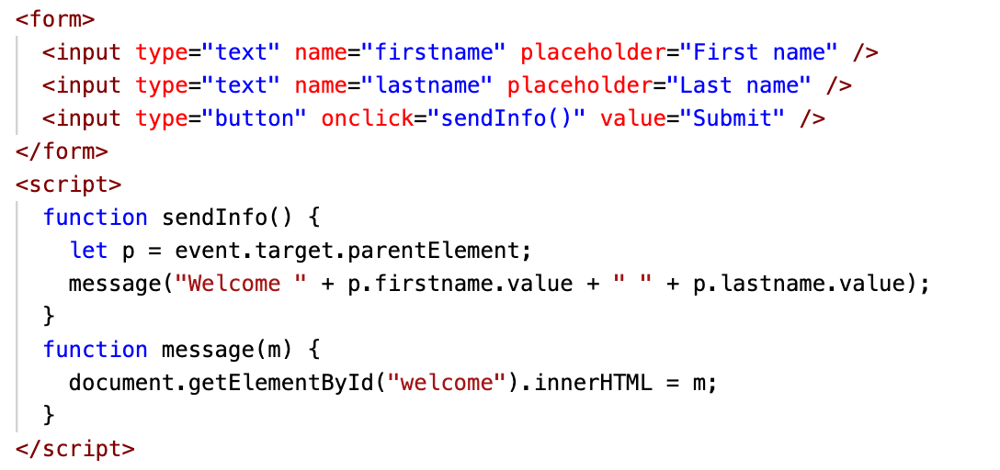 <form>
  <input type="text" name="firstname" placeholder="First name" />
  <input type="text" name="lastname" placeholder="Last name" />
  <input type="button" onclick="sendInfo()" value="Submit" />
</form>
<script>
  function sendInfo() {
    let p = event.target.parentElement;
    message("Welcome " + p.firstname.value + " " + p.lastname.value);
  }
  function message(m) {
    document.getElementById("welcome").innerHTML = m;
  }
</script>